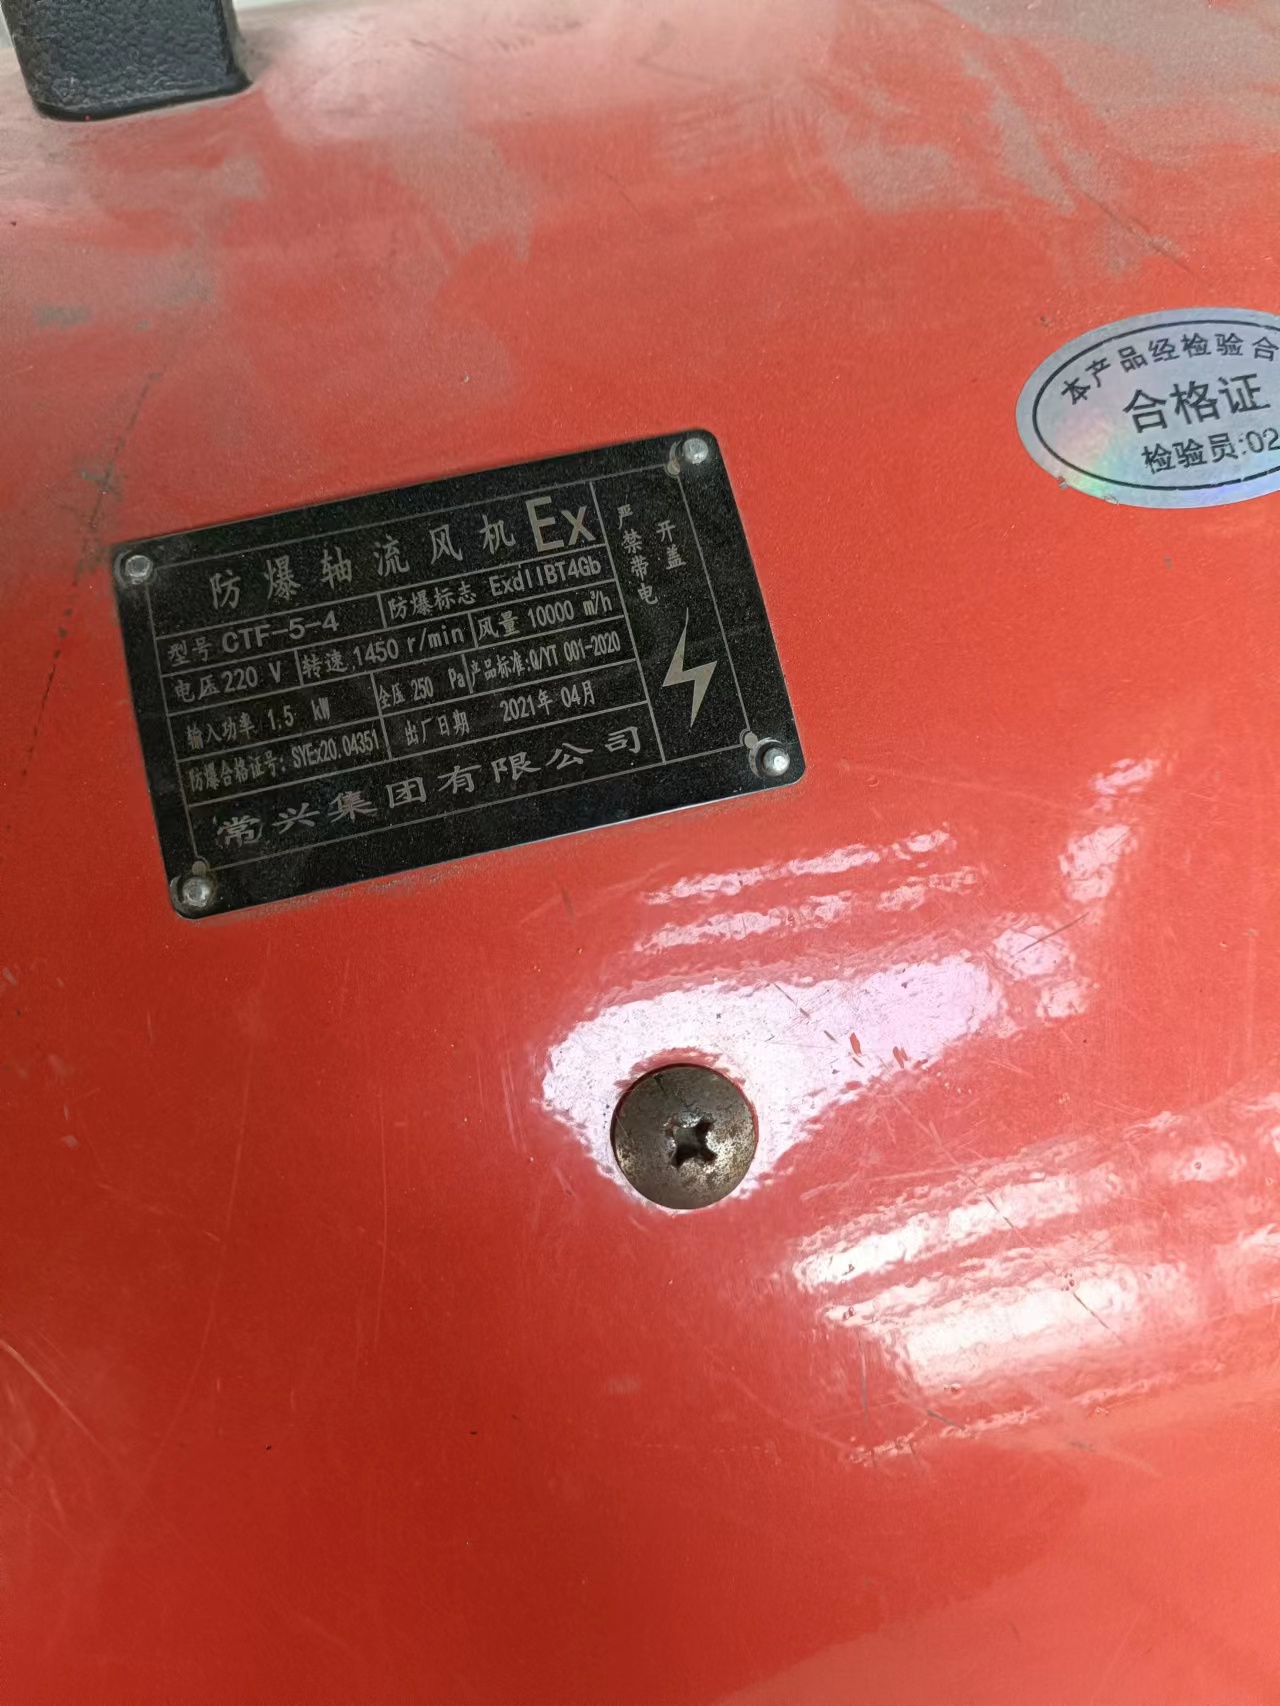 防爆轴流风机 Ex
型号 CTF-5-4 防爆标志 ExdIIBT4Gb
电压 220 V 转速 1450 r/min 风量 10000 m³/h
输入功率 1.5 kW 全压 250 Pa 产品标准:Q/YT 001-2020
防爆合格证号: SYEx20.04351 出厂日期 2021年 04月
常兴集团有限公司
严禁带电
开盖
本产品经检验合
合格证
检验员:02